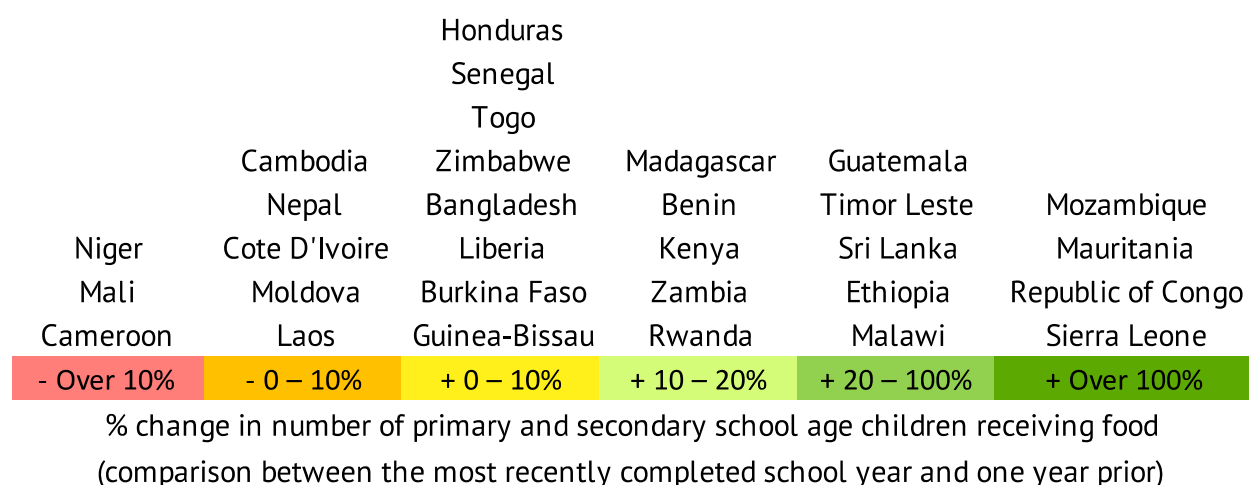 Honduras
Senegal
Togo
Cambodia Zimbabwe Madagascar Guatemala
Nepal Bangladesh Benin Timor Leste Mozambique
Niger Cote D'Ivoire Liberia Kenya Sri Lanka Mauritania
Mali Moldova Burkina Faso Zambia Ethiopia Republic of Congo
Cameroon Laos Guinea-Bissau Rwanda Malawi Sierra Leone
- Over 10% - 0 – 10% + 0 – 10% + 10 – 20% + 20 – 100% + Over 100%
% change in number of primary and secondary school age children receiving food
(comparison between the most recently completed school year and one year prior)